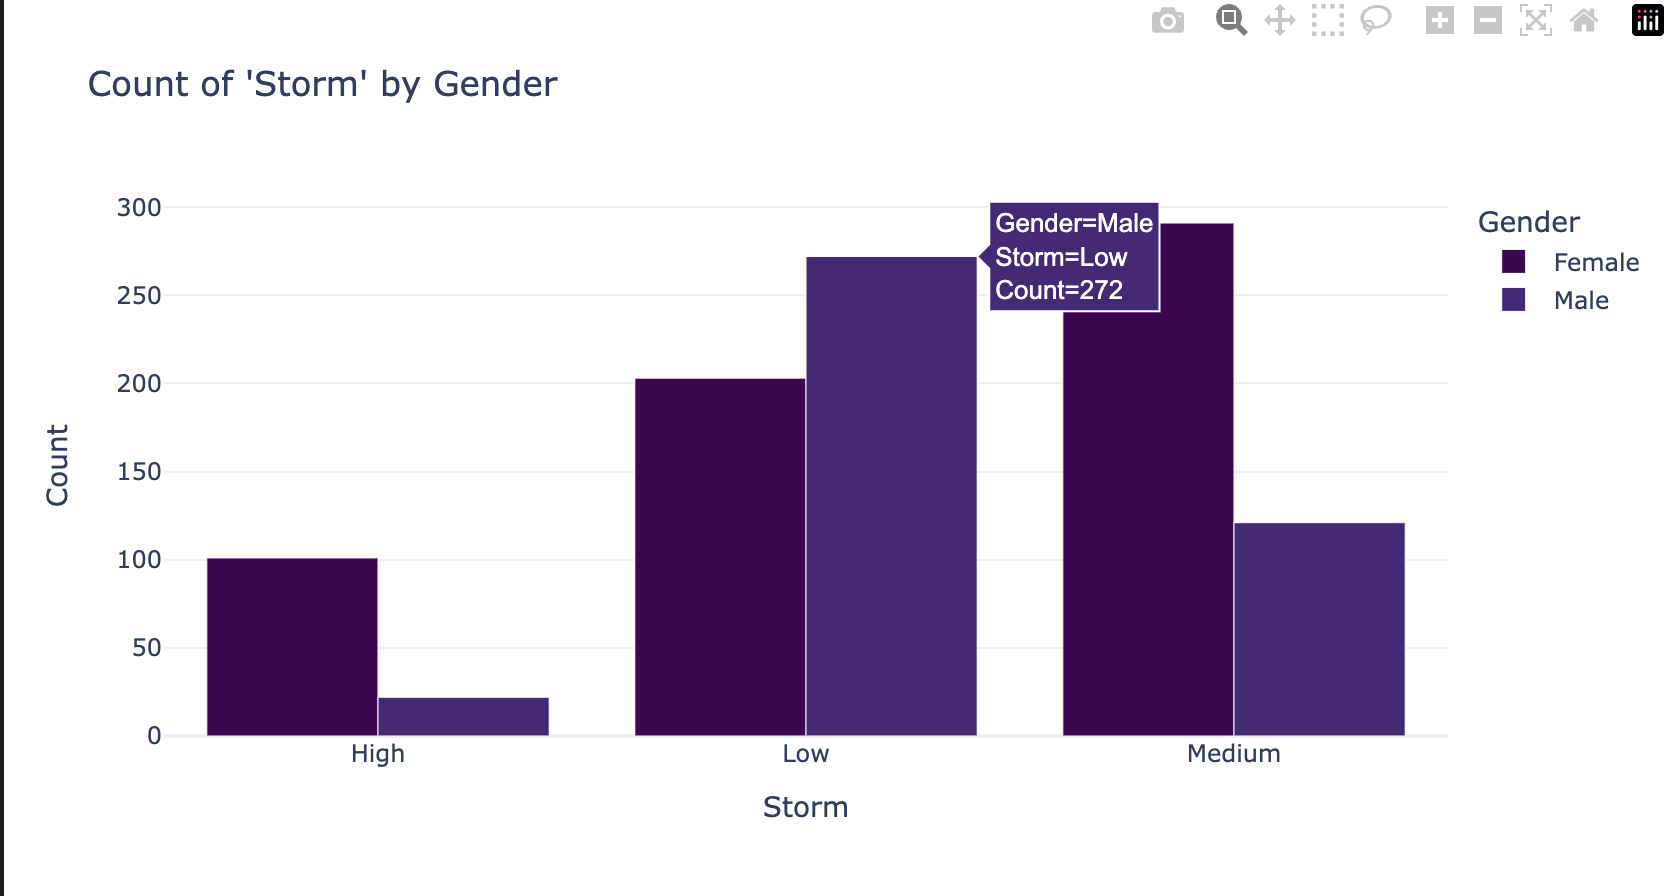 Count of 'Storm' by Gender
300
250
200
150
100
50
0
Count
High
Low
Medium
Storm
Gender=Male
Storm=Low
Count=272
Gender
Female
Male